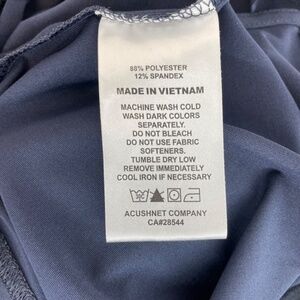 88% POLYESTER
12% SPANDEX
MADE IN VIETNAM
MACHINE WASH COLD
WASH DARK COLORS
SEPARATELY.
DO NOT BLEACH
DO NOT USE FABRIC
SOFTENERS.
TUMBLE DRY LOW
REMOVE IMMEDIATELY
COOL IRON IF NECESSARY
ACUSHNET COMPANY
CA#28544